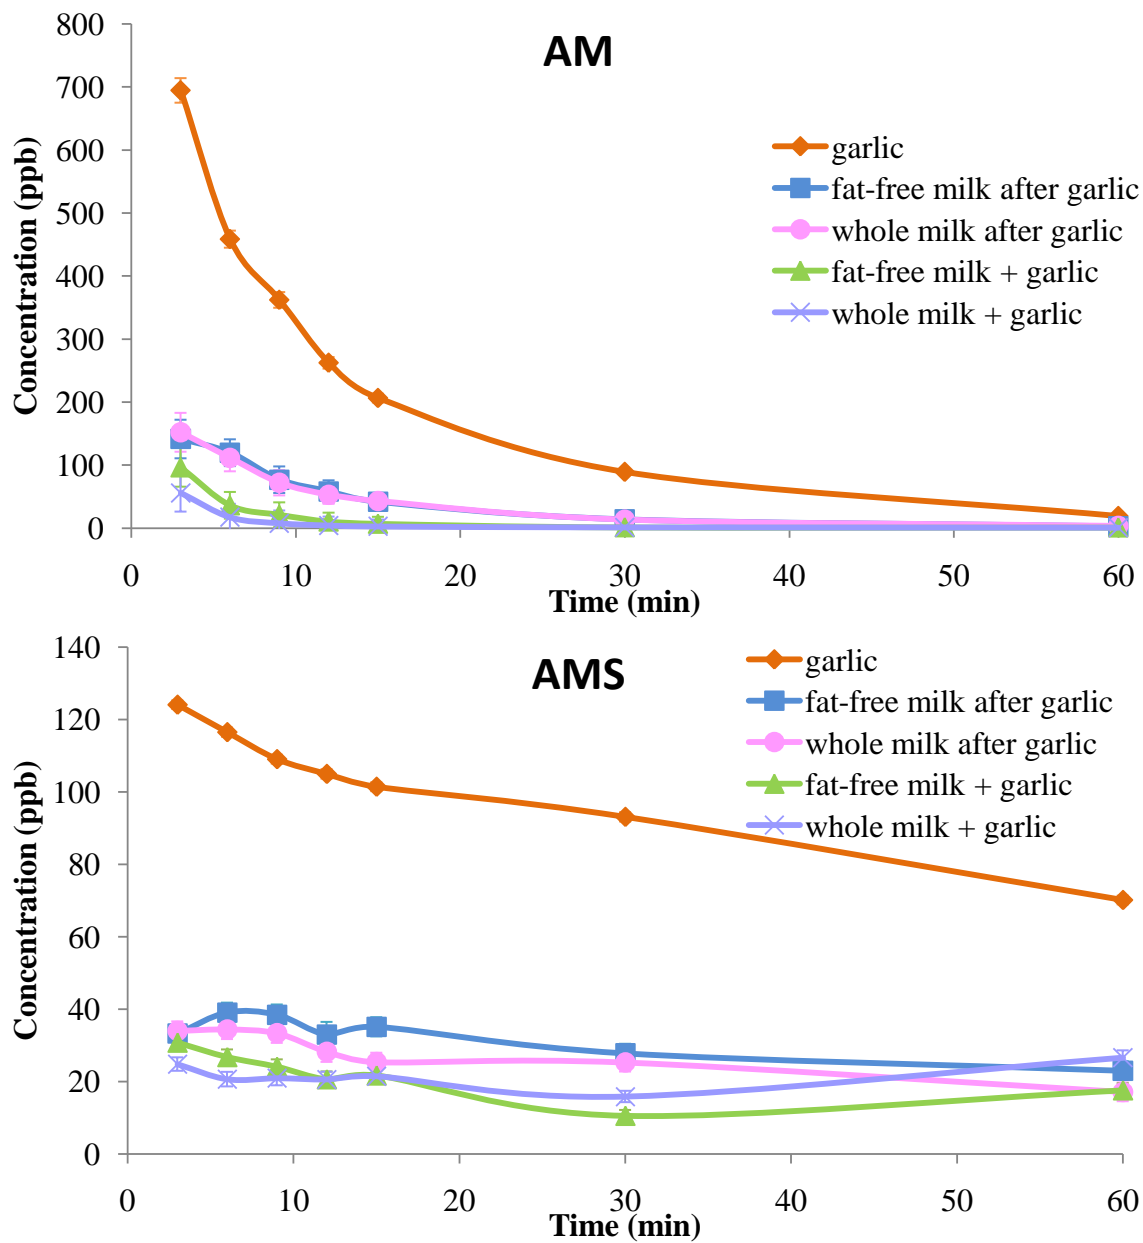 AM
Concentration (ppb)
800
700
600
500
400
300
200
100
0
garlic
fat-free milk after garlic
whole milk after garlic
fat-free milk + garlic
whole milk + garlic
0 10 20 30 40 50 60
Time (min)
AMS
Concentration (ppb)
140
120
100
80
60
40
20
0
garlic
fat-free milk after garlic
whole milk after garlic
fat-free milk + garlic
whole milk + garlic
0 10 20 30 40 50 60
Time (min)